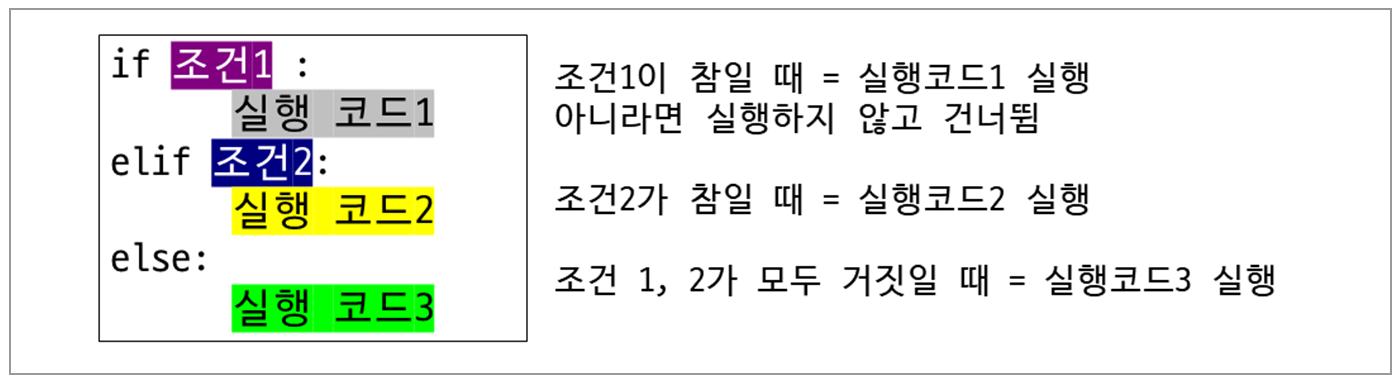 if 조건1 :
실행 코드1
elif 조건2:
실행 코드2
else:
실행 코드3
조건1이 참일 때 = 실행코드1 실행
아니라면 실행하지 않고 건너뜀
조건2가 참일 때 = 실행코드2 실행
조건 1, 2가 모두 거짓일 때 = 실행코드3 실행